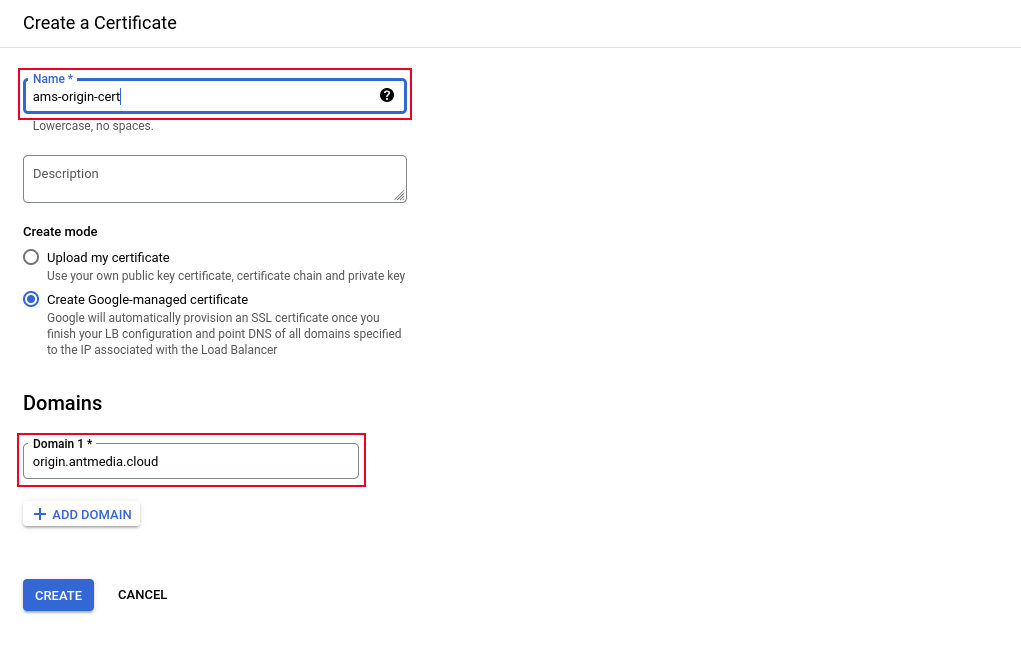 Create a Certificate
Name *
ams-origin-cert
Lowercase, no spaces.
Description
Create mode
Upload my certificate
Use your own public key certificate, certificate chain and private key
Create Google-managed certificate
Google will automatically provision an SSL certificate once you
finish your LB configuration and point DNS of all domains specified
to the IP associated with the Load Balancer
Domains
Domain 1 *
origin.antmedia.cloud
ADD DOMAIN
CREATE CANCEL